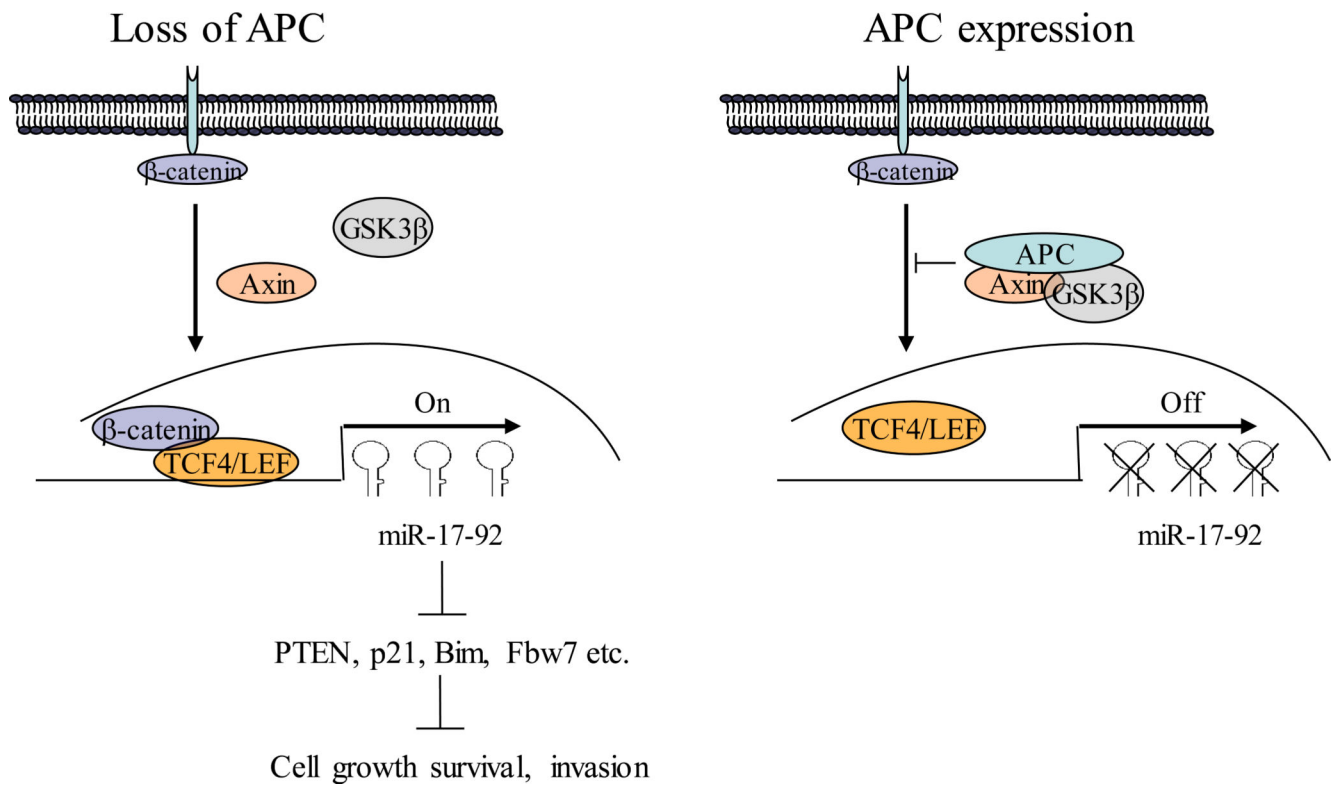 Loss of APC
β-catenin
GSK3β
Axin
On
β-catenin
TCF4/LEF
miR-17-92
PTEN, p21, Bim, Fbw7 etc.
Cell growth survival, invasion
APC expression
β-catenin
APC
Axin
GSK3β
Off
TCF4/LEF
miR-17-92